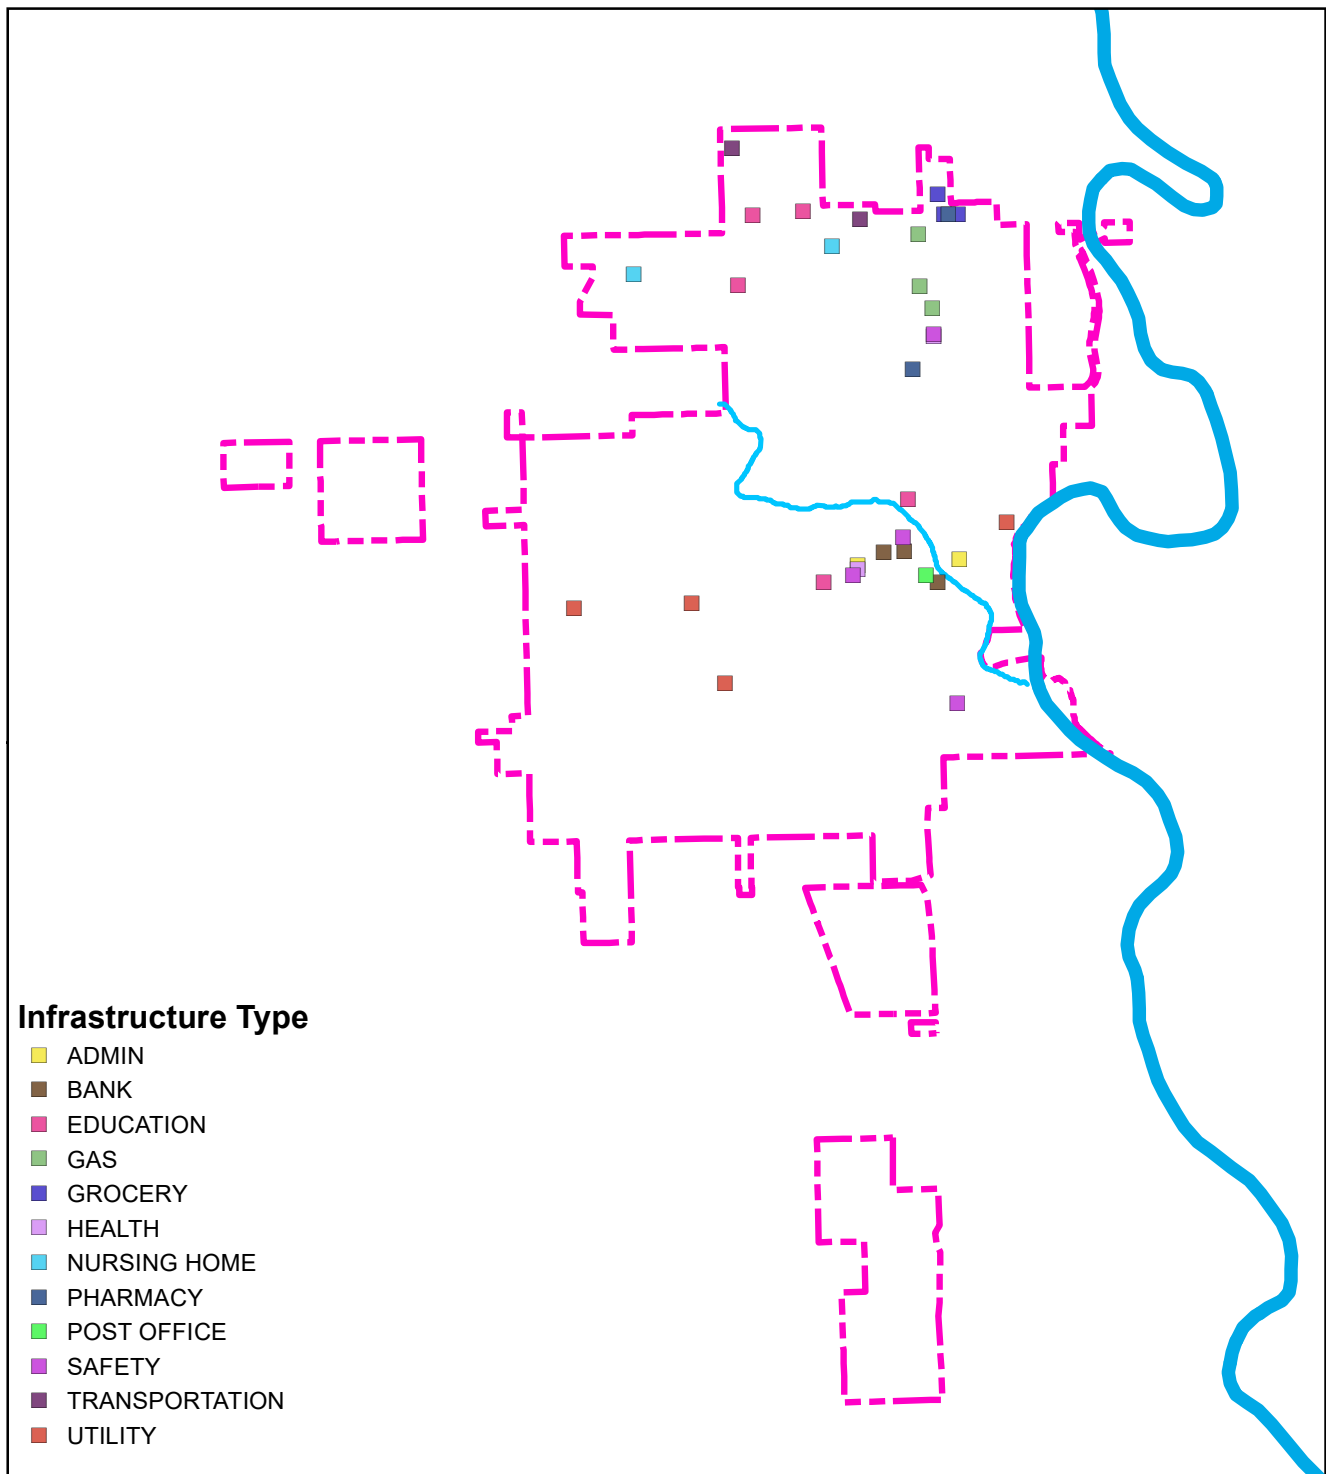 Infrastructure Type
ADMIN
BANK
EDUCATION
GAS
GROCERY
HEALTH
NURSING HOME
PHARMACY
POST OFFICE
SAFETY
TRANSPORTATION
UTILITY